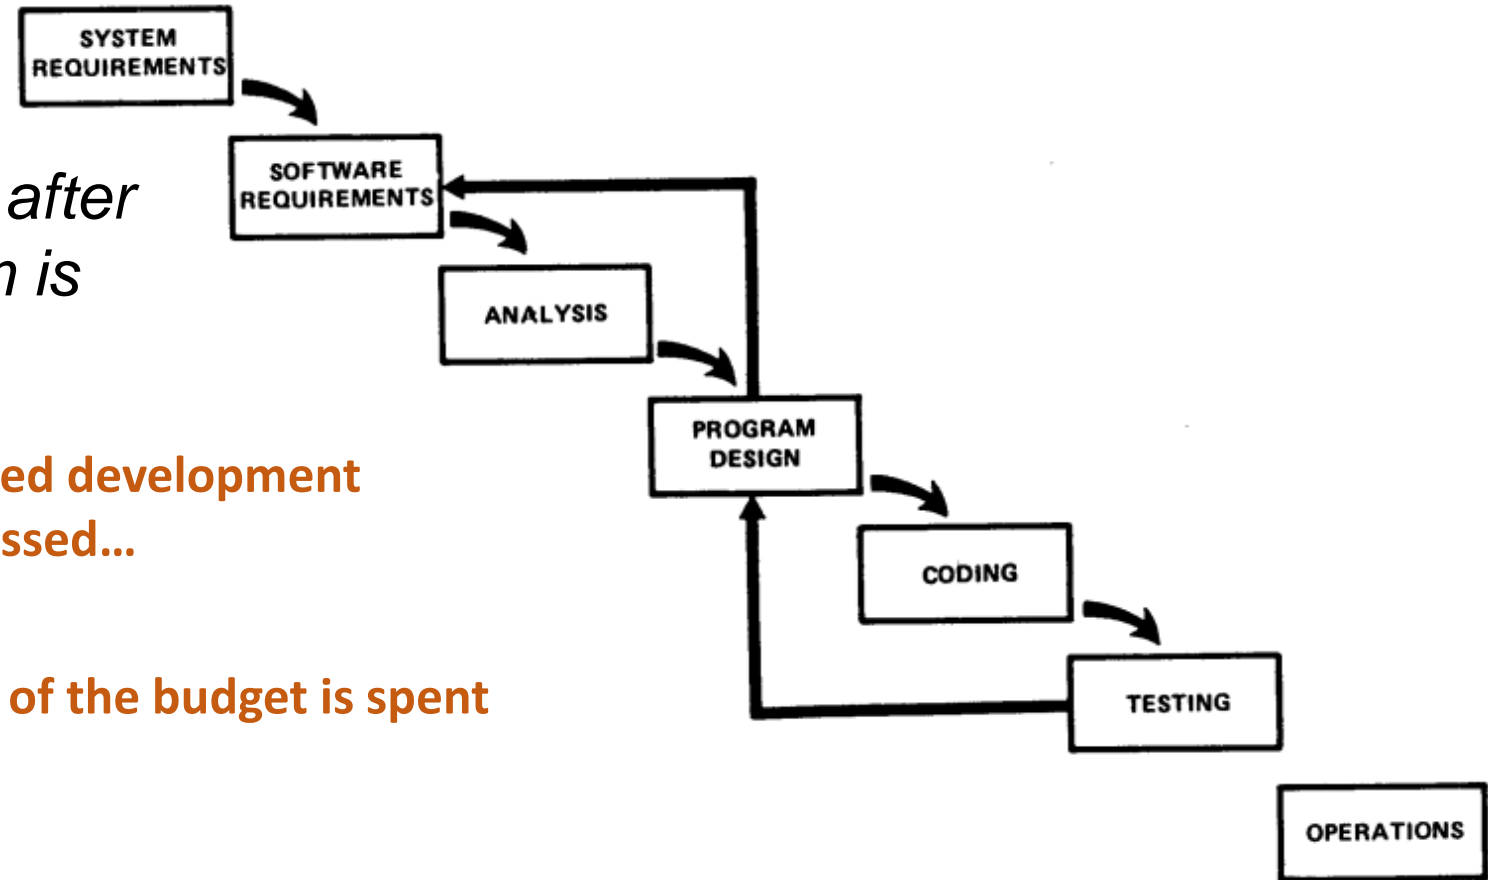 SYSTEM
REQUIREMENTS
SOFTWARE
REQUIREMENTS
after
is
ANALYSIS
PROGRAM
DESIGN
ed development
ssed…
CODING
of the budget is spent
TESTING
OPERATIONS